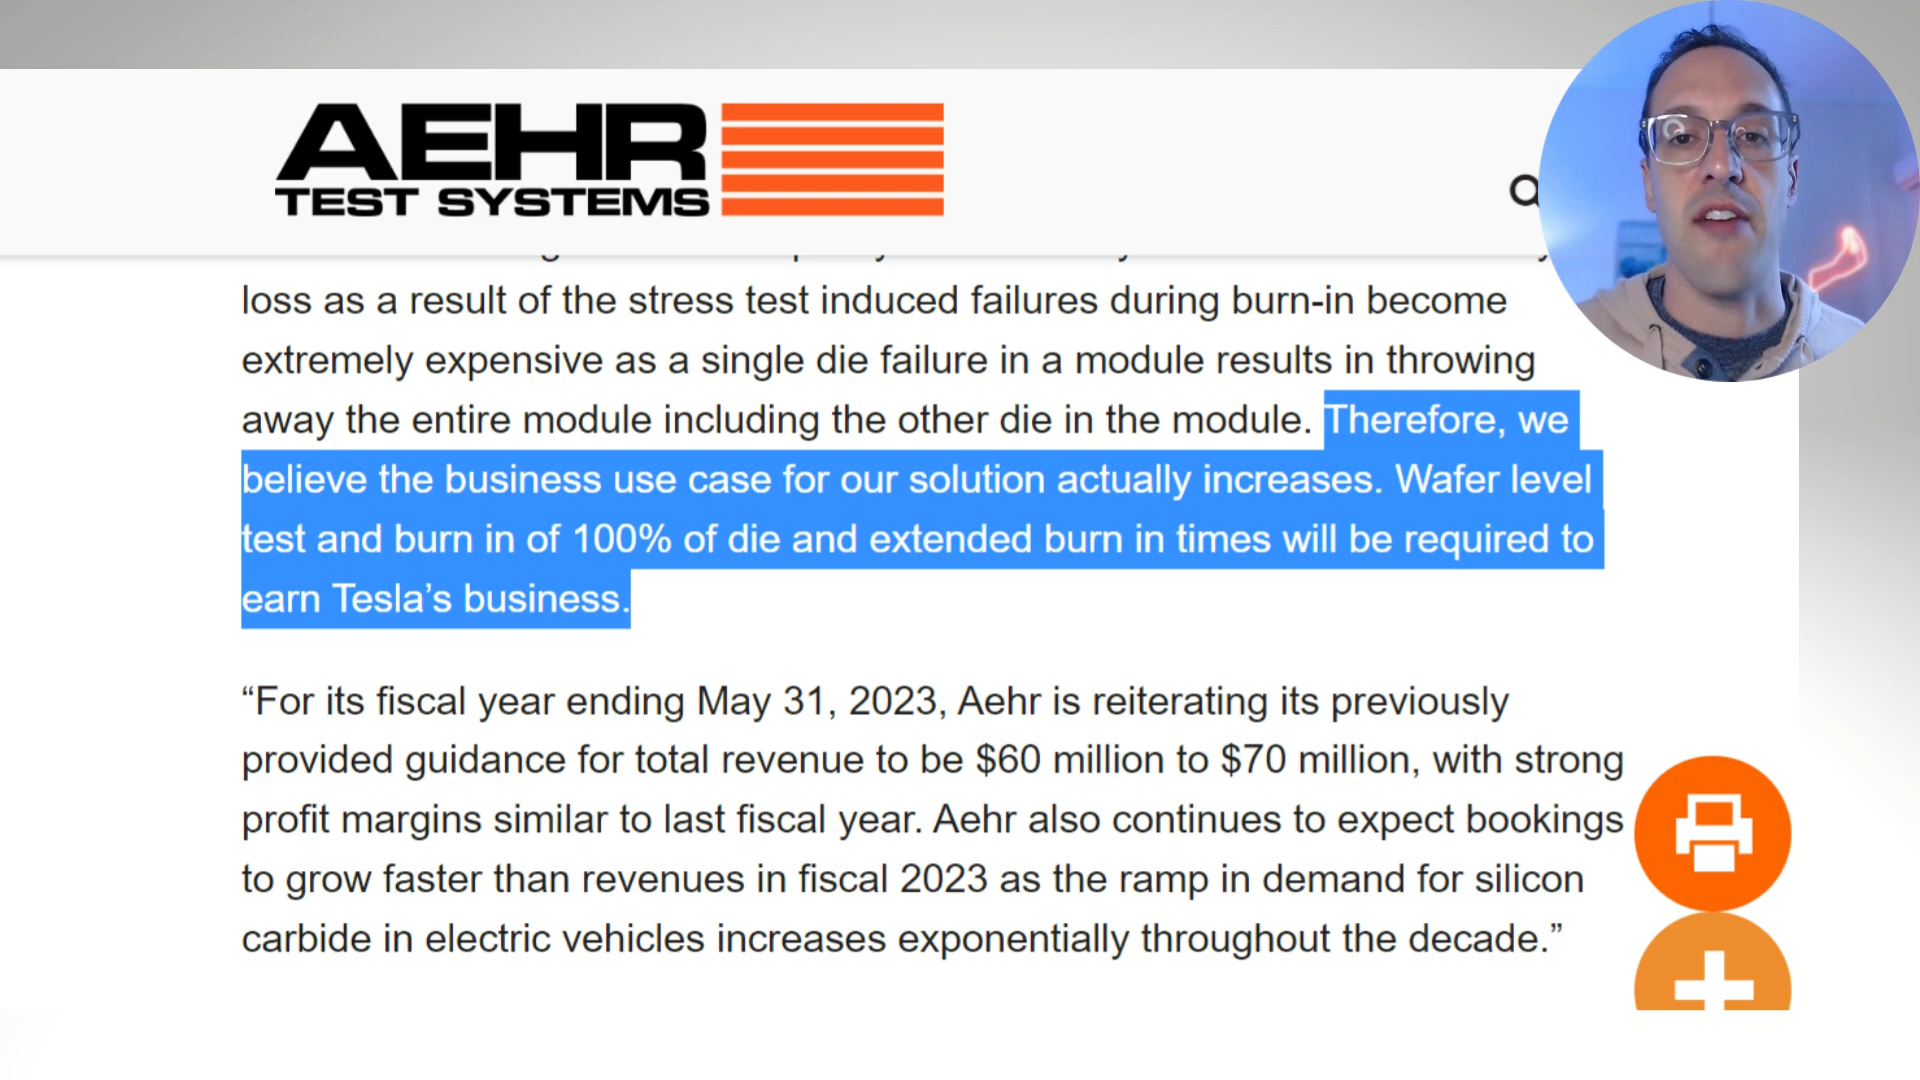 AEHR
TEST SYSTEMS
loss as a result of the stress test induced failures during burn-in become
extremely expensive as a single die failure in a module results in throwing
away the entire module including the other die in the module. Therefore, we
believe the business use case for our solution actually increases. Wafer level
test and burn in of 100% of die and extended burn in times will be required to
earn Tesla’s business.
“For its fiscal year ending May 31, 2023, Aehr is reiterating its previously
provided guidance for total revenue to be $60 million to $70 million, with strong
profit margins similar to last fiscal year. Aehr also continues to expect bookings
to grow faster than revenues in fiscal 2023 as the ramp in demand for silicon
carbide in electric vehicles increases exponentially throughout the decade.”